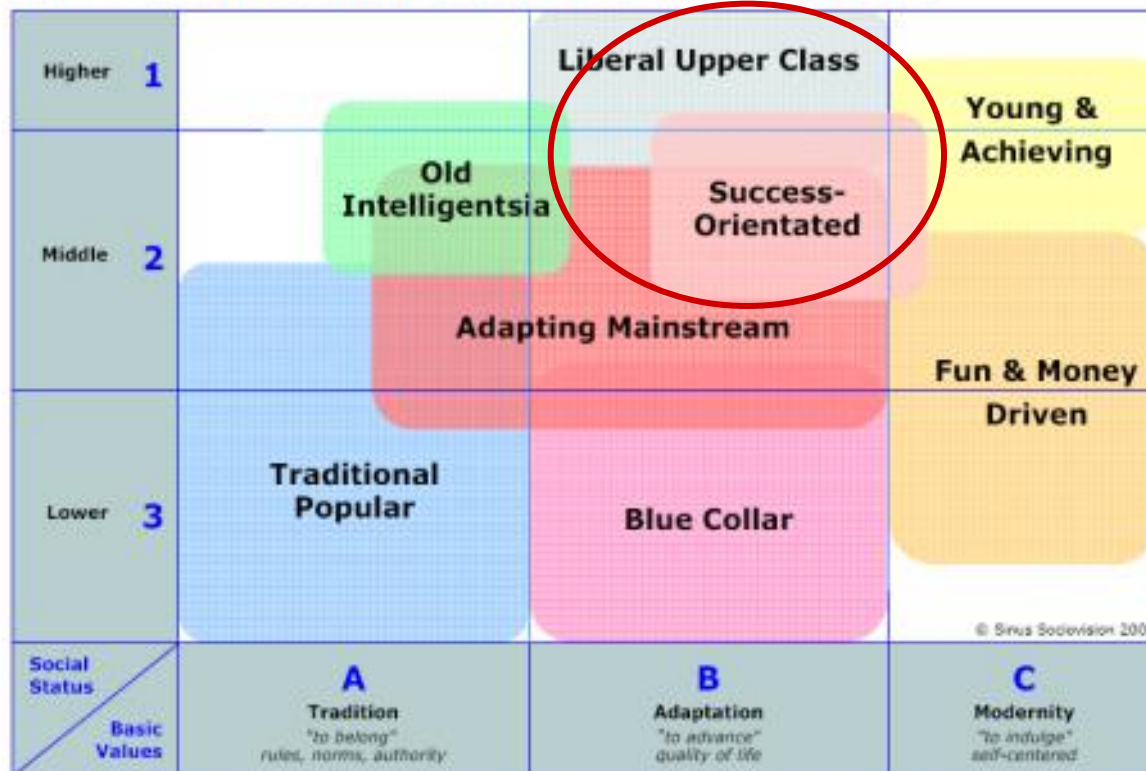 Higher 1
Liberal Upper Class
Young &
Achieving
Old
Intelligentsia
Success-
Orientated
Middle 2
Adapting Mainstream
Fun & Money
Driven
Traditional
Popular
Lower 3
Blue Collar
© Sinus Sociovision 200
Social
Status
Basic
Values
A
Tradition
"to belong"
rules, norms, authority
B
Adaptation
"to advance"
quality of life
C
Modernity
"to indulge"
self-centered